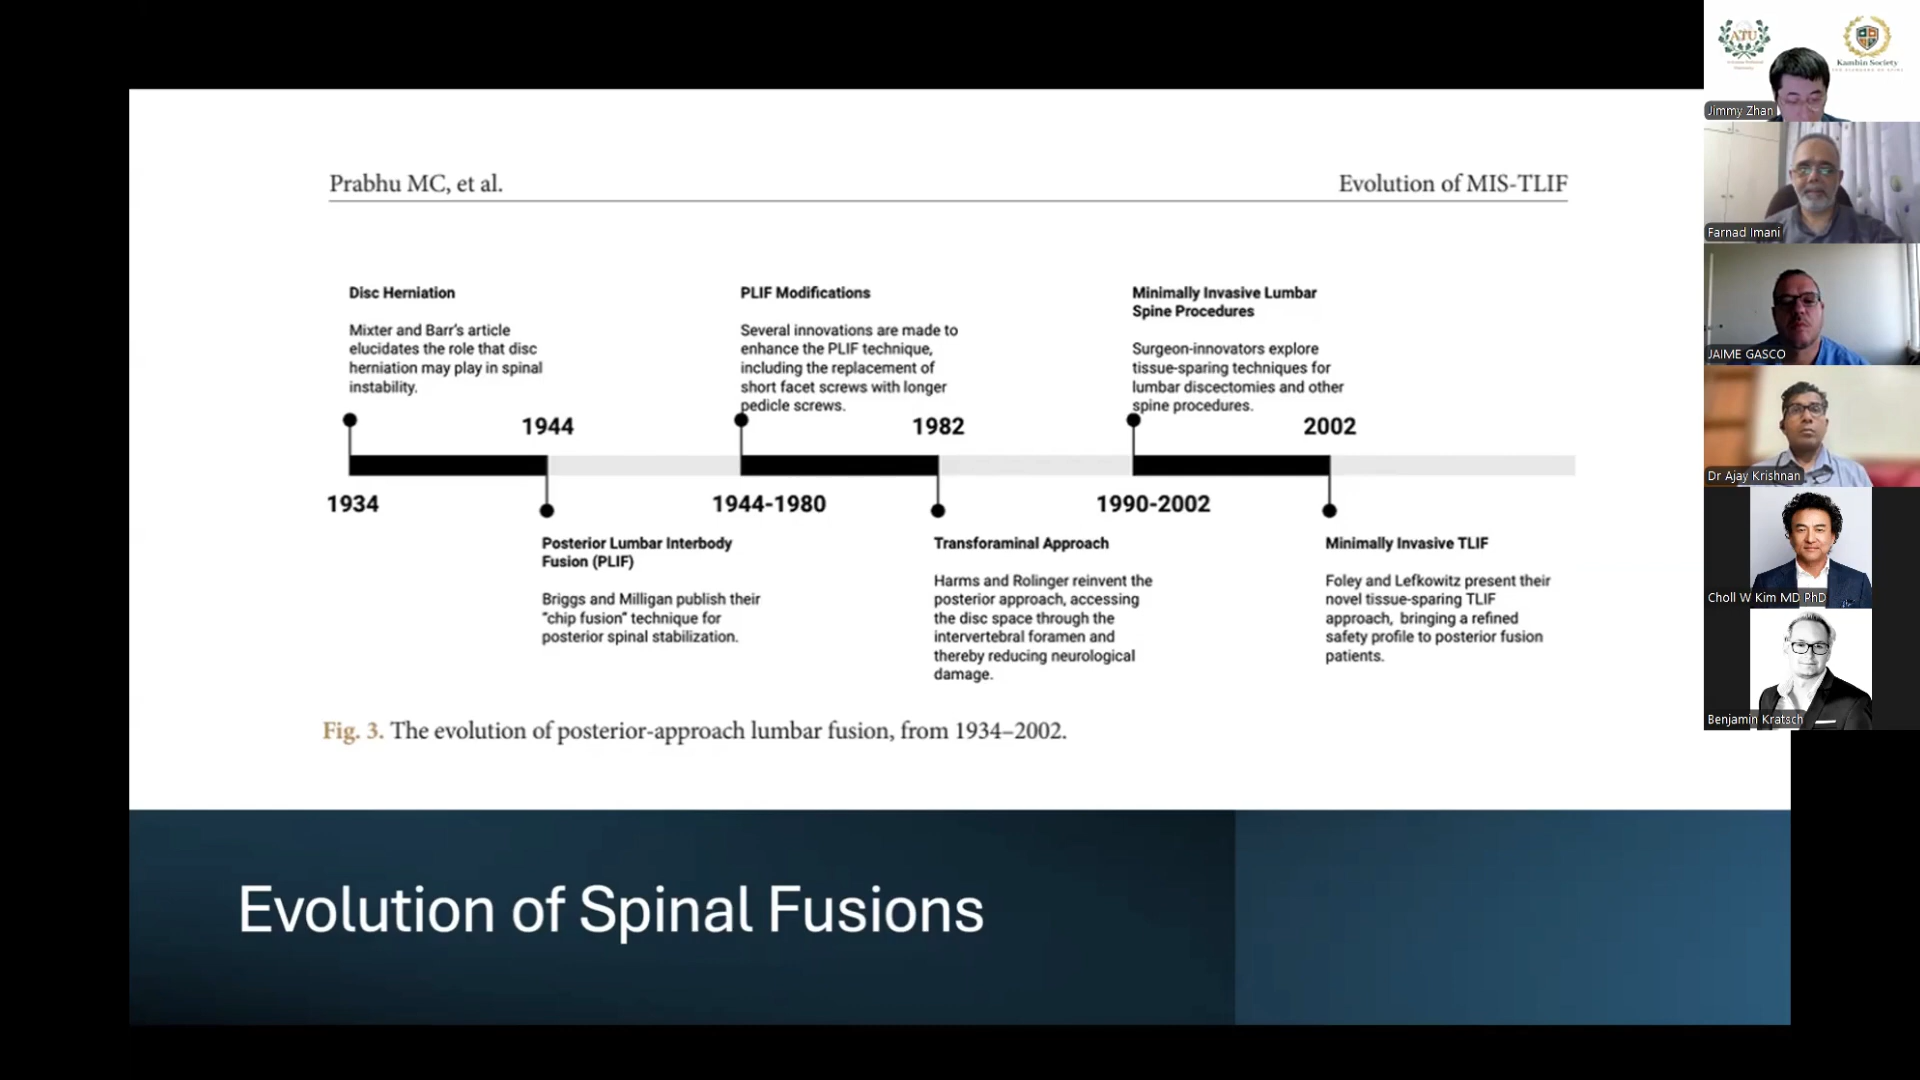 Prabhu MC, et al.
Evolution of MIS-TLIF
Disc Herniation
Mixter and Barr's article
elucidates the role that disc
herniation may play in spinal
instability.
PLIF Modifications
Several innovations are made to
enhance the PLIF technique,
including the replacement of
short facet screws with longer
pedicle screws.
Minimally Invasive Lumbar
Spine Procedures
Surgeon-innovators explore
tissue-sparing techniques for
lumbar discectomies and other
spine procedures.
1944
1982
2002
1934
1944-1980
1990-2002
Posterior Lumbar Interbody
Fusion (PLIF)
Briggs and Milligan publish their
"chip fusion" technique for
posterior spinal stabilization.
Transforaminal Approach
Harms and Rolinger reinvent the
posterior approach, accessing
the disc space through the
intervertebral foramen and
thereby reducing neurological
damage.
Minimally Invasive TLIF
Foley and Lefkowitz present their
novel tissue-sparing TLIF
approach, bringing a refined
safety profile to posterior fusion
patients.
Fig. 3. The evolution of posterior-approach lumbar fusion, from 1934–2002.
Evolution of Spinal Fusions
ATU
Kambin Society
Jimmy Zhan
Farnad Imani
JAIME GASCO
Dr Ajay Krishnan
Choll W Kim MD PhD
Benjamin Kratsch